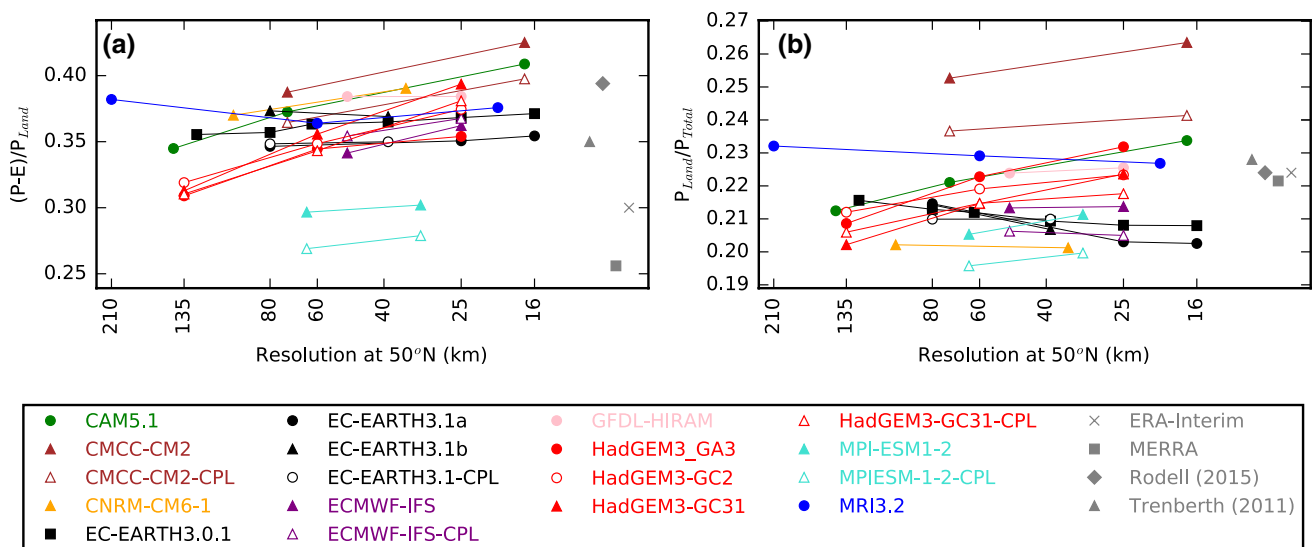 (a)
(P-E)/P_Land
0.40
0.35
0.30
0.25
210
135
80
60
40
25
16
Resolution at 50°N (km)
(b)
P_Land/P_Total
0.27
0.26
0.25
0.24
0.23
0.22
0.21
0.20
0.19
210
135
80
60
40
25
16
Resolution at 50°N (km)
CAM5.1
CMCC-CM2
CMCC-CM2-CPL
CNRM-CM6-1
EC-EARTH3.0.1
EC-EARTH3.1a
EC-EARTH3.1b
EC-EARTH3.1-CPL
ECMWF-IFS
ECMWF-IFS-CPL
GFDL-HIRAM
HadGEM3_GA3
HadGEM3-GC2
HadGEM3-GC31
HadGEM3-GC31-CPL
MPI-ESM1-2
MPIESM-1-2-CPL
MRI3.2
ERA-Interim
MERRA
Rodell (2015)
Trenberth (2011)